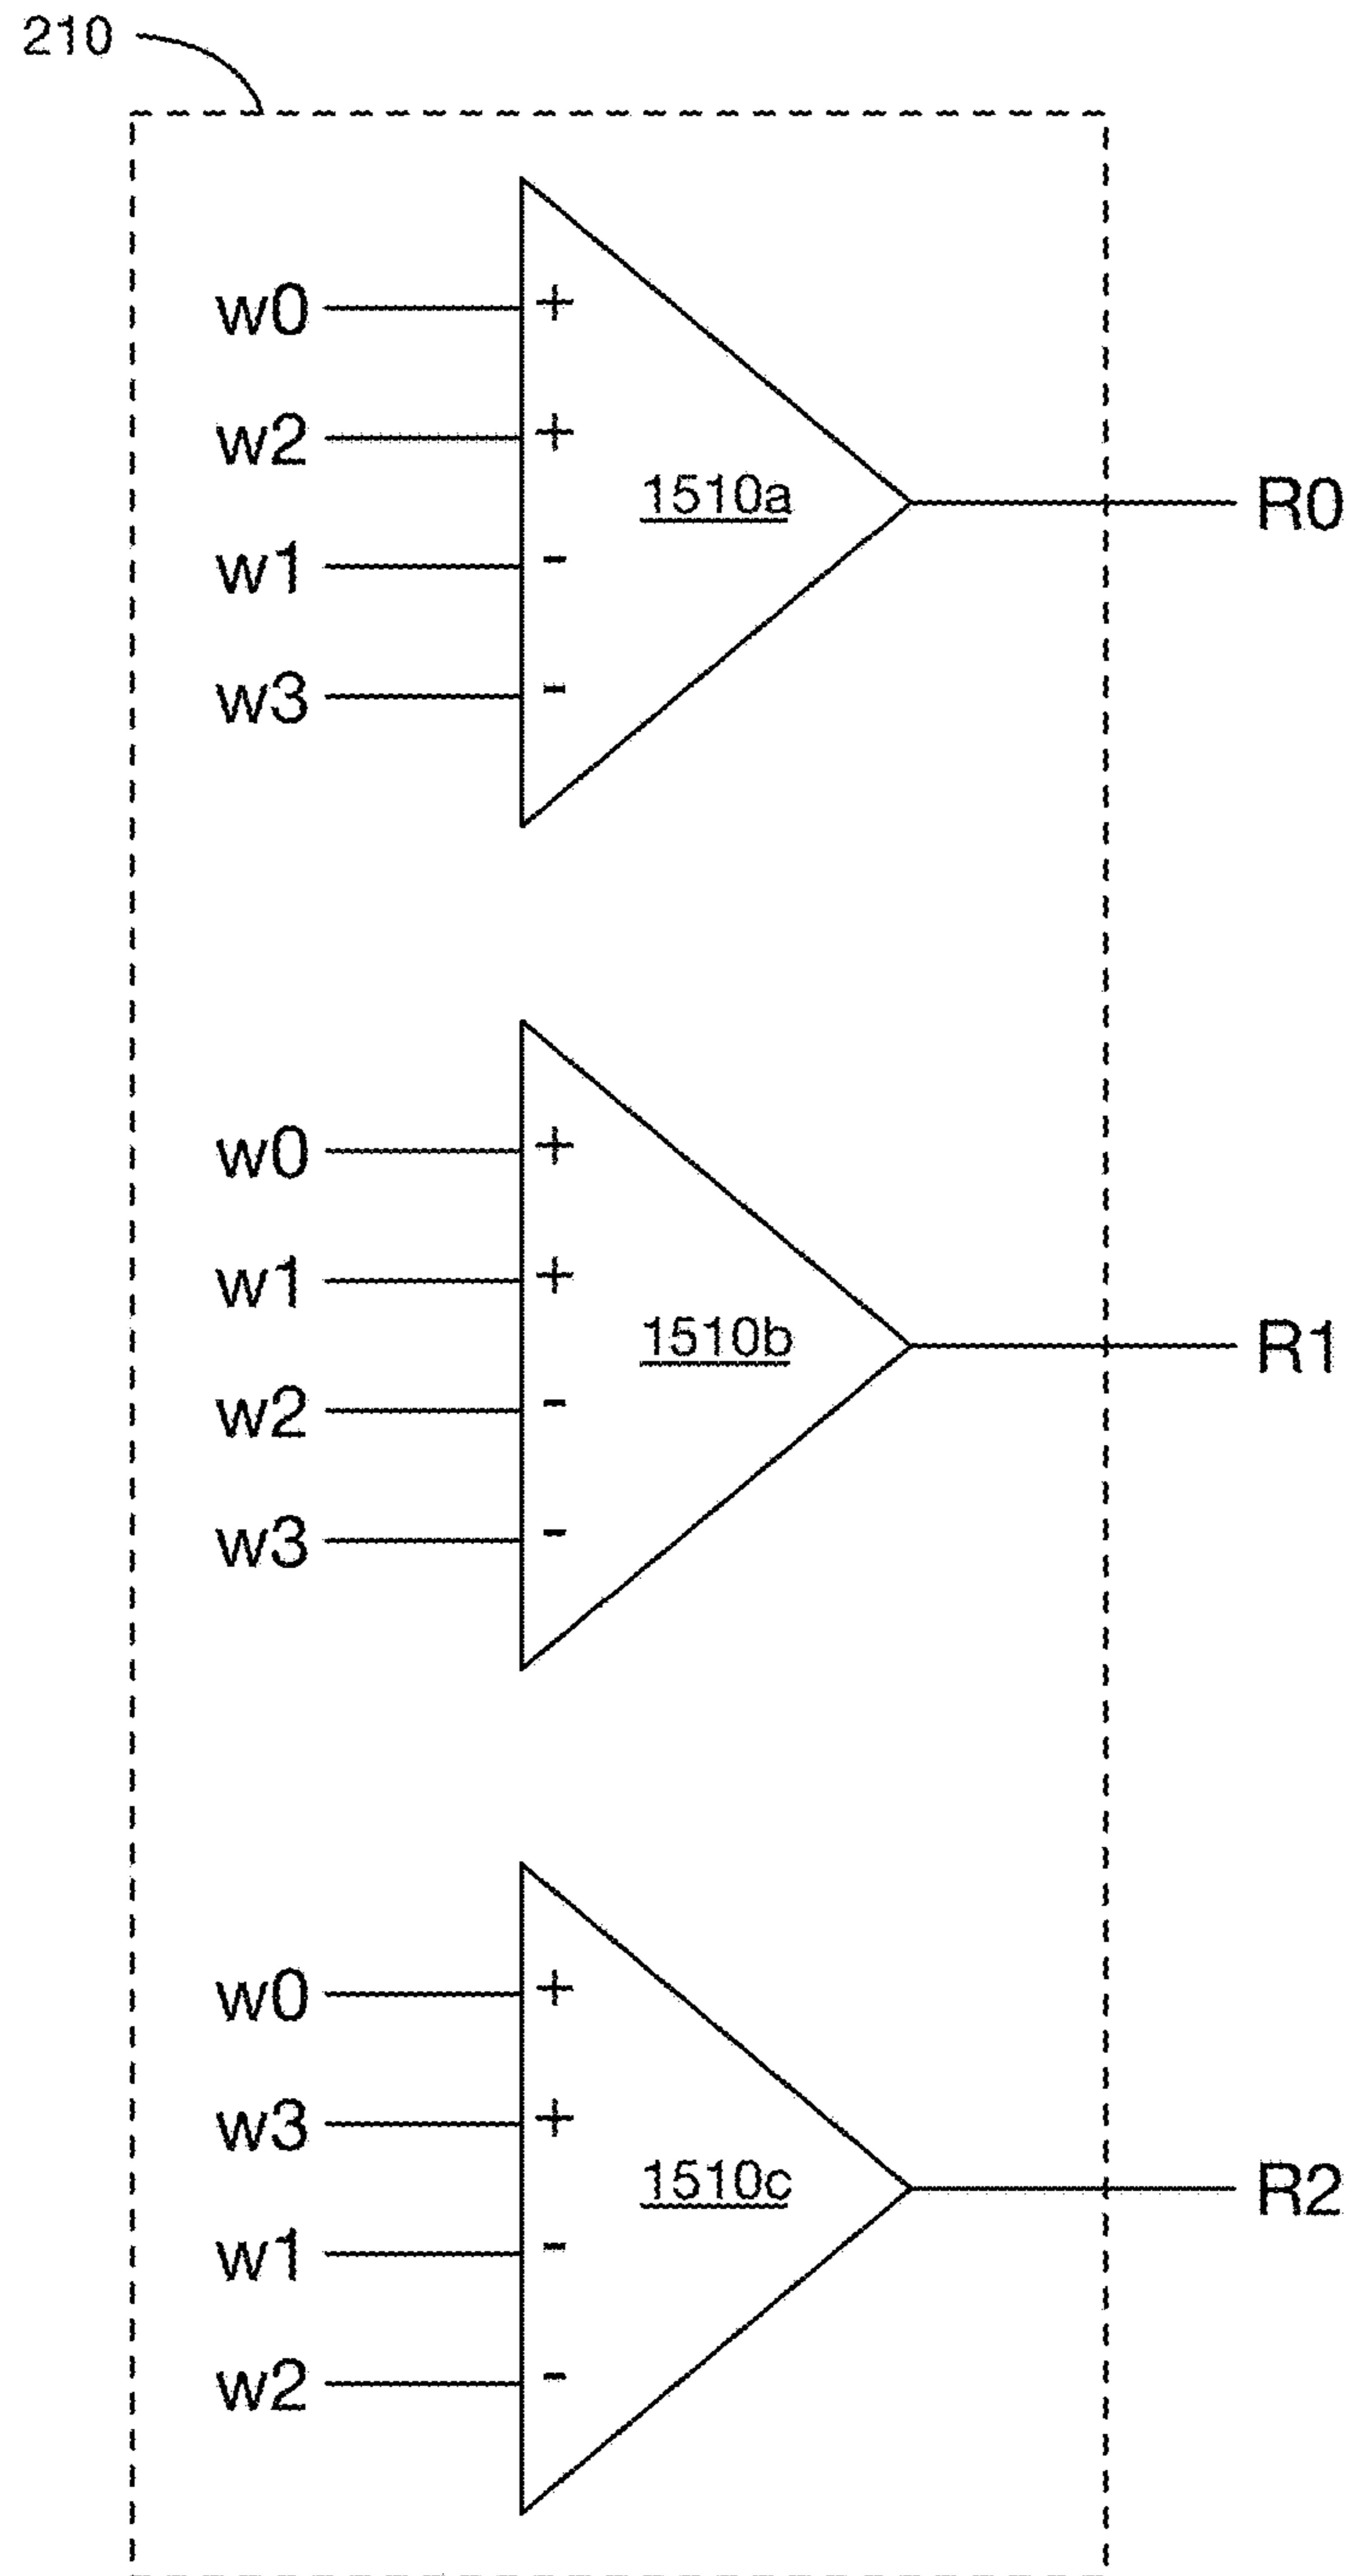 210
w0 +
w2 +
1510a
R0
w1 -
w3 -
w0 +
w1 +
1510b
R1
w2 -
w3 -
w0 +
w3 +
1510c
R2
w1 -
w2 -